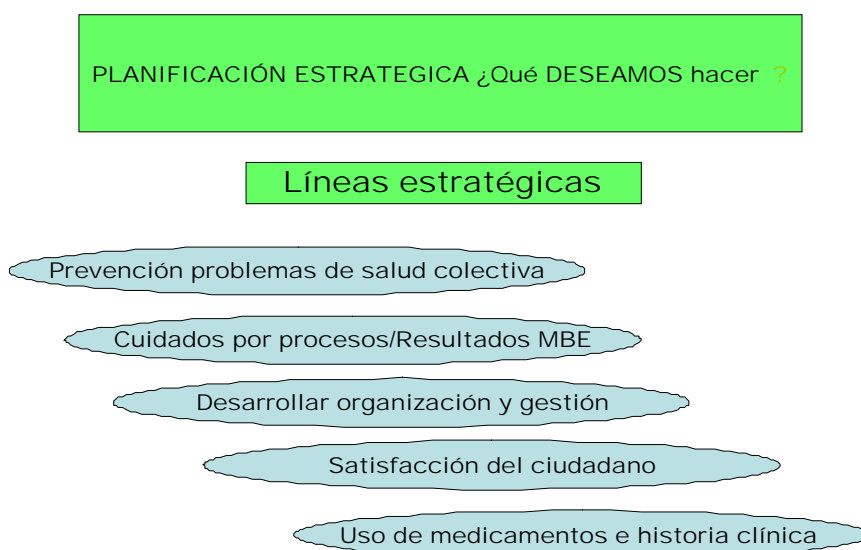 PLANIFICACIÓN ESTRATEGICA ¿Qué DESEAMOS hacer ?
Líneas estratégicas
Prevención problemas de salud colectiva
Cuidados por procesos/Resultados MBE
Desarrollar organización y gestión
Satisfacción del ciudadano
Uso de medicamentos e historia clínica